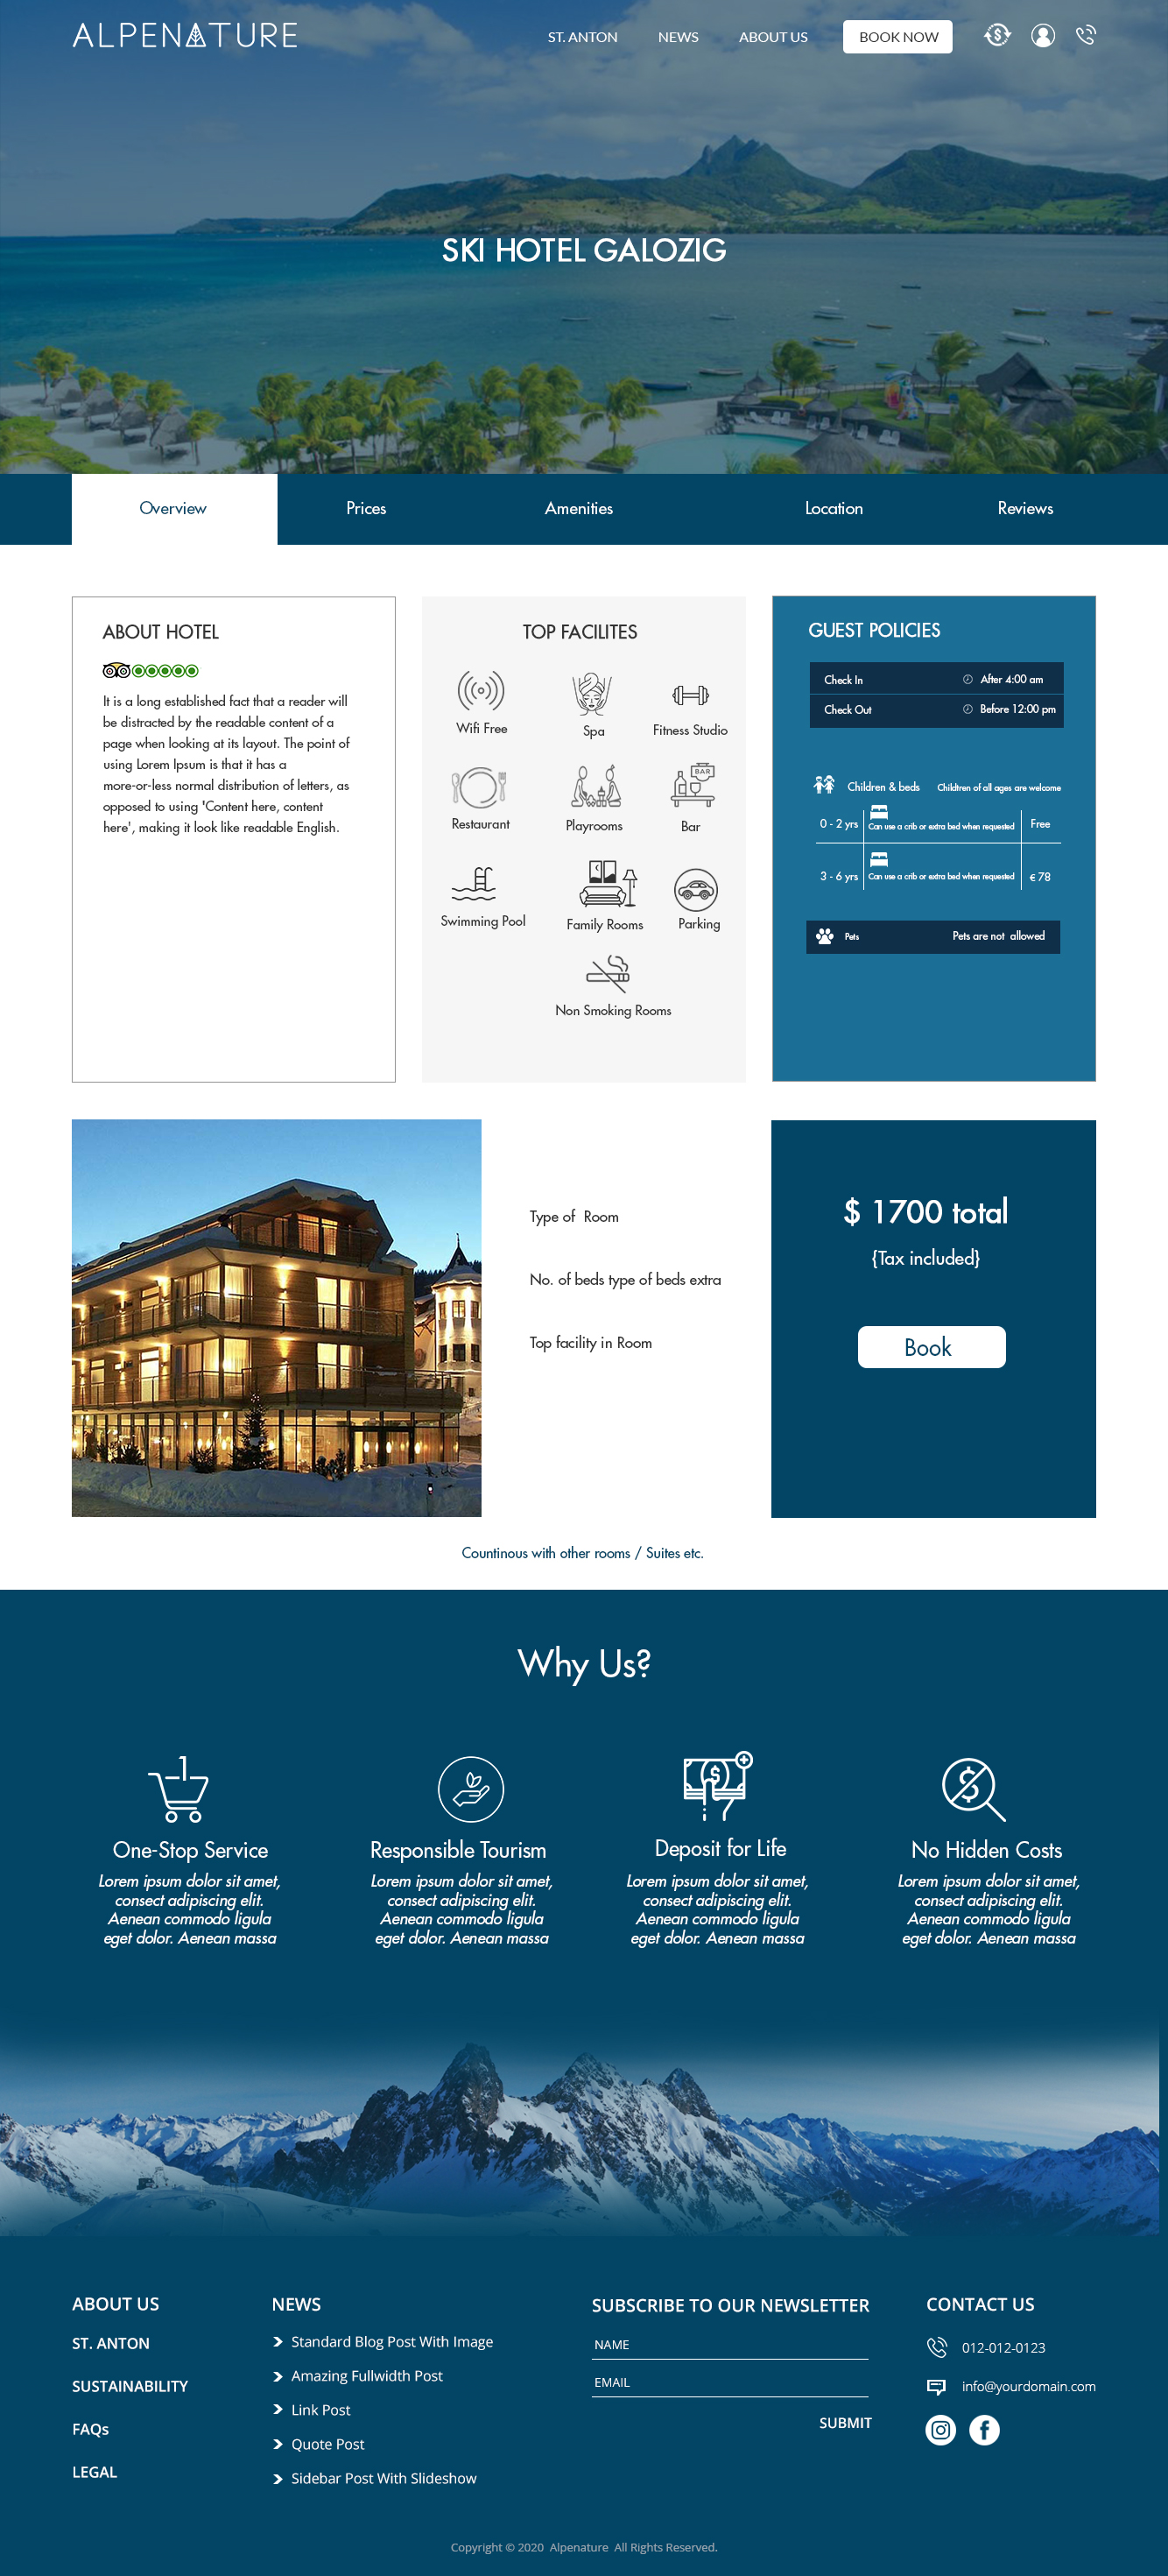 ALPENATURE
ST. ANTON NEWS ABOUT US BOOK NOW
SKI HOTEL GALOZIG
Overview Prices Amenities Location Reviews
ABOUT HOTEL
It is a long established fact that a reader will
be distracted by the readable content of a
page when looking at its layout. The point of
using Lorem Ipsum is that it has a
more-or-less normal distribution of letters, as
opposed to using 'Content here, content
here', making it look like readable English.
TOP FACILITES
Wifi Free
Spa
Fitness Studio
Restaurant
Playrooms
BAR
Bar
Swimming Pool
Family Rooms
Parking
Non Smoking Rooms
GUEST POLICIES
Check In After 4:00 am
Check Out Before 12:00 pm
Children & beds Childtren of all ages are welcome
0 - 2 yrs Can use a crib or extra bed when requested Free
3 - 6 yrs Can use a crib or extra bed when requested € 78
Pets Pets are not allowed
Type of Room
No. of beds type of beds extra
Top facility in Room
$ 1700 total
{Tax included}
Book
Countinous with other rooms / Suites etc.
Why Us?
One-Stop Service
Lorem ipsum dolor sit amet,
consect adipiscing elit.
Aenean commodo ligula
eget dolor. Aenean massa
Responsible Tourism
Lorem ipsum dolor sit amet,
consect adipiscing elit.
Aenean commodo ligula
eget dolor. Aenean massa
Deposit for Life
Lorem ipsum dolor sit amet,
consect adipiscing elit.
Aenean commodo ligula
eget dolor. Aenean massa
No Hidden Costs
Lorem ipsum dolor sit amet,
consect adipiscing elit.
Aenean commodo ligula
eget dolor. Aenean massa
ABOUT US
ST. ANTON
SUSTAINABILITY
FAQs
LEGAL
NEWS
Standard Blog Post With Image
Amazing Fullwidth Post
Link Post
Quote Post
Sidebar Post With Slideshow
SUBSCRIBE TO OUR NEWSLETTER
NAME
EMAIL
SUBMIT
CONTACT US
012-012-0123
info@yourdomain.com
Copyright © 2020 Alpenature All Rights Reserved.